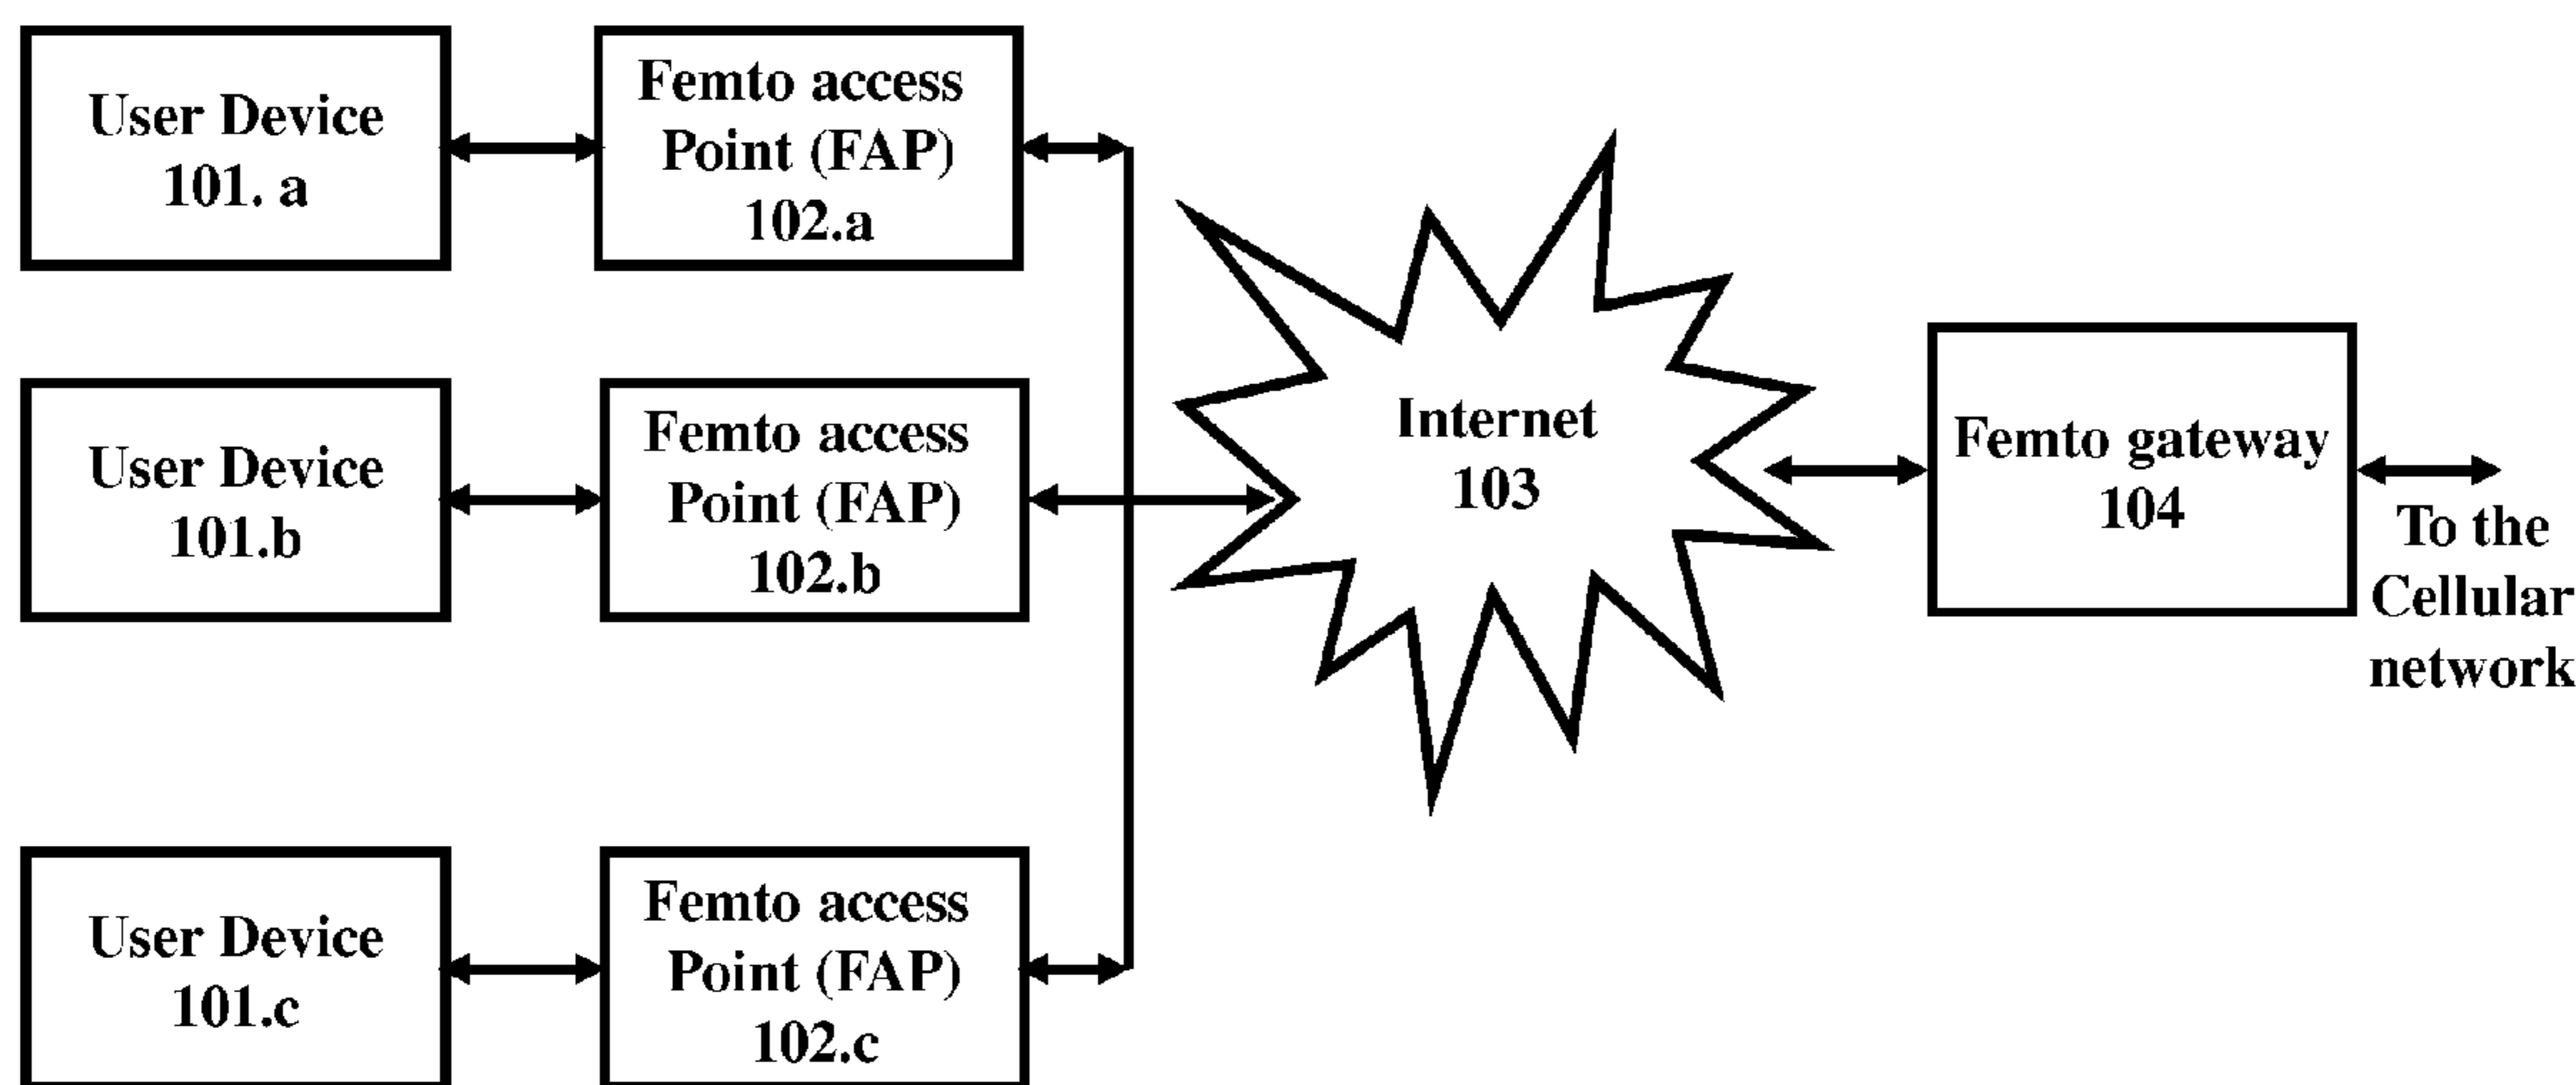 User Device
101. a
Femto access
Point (FAP)
102.a
User Device
101.b
Femto access
Point (FAP)
102.b
User Device
101.c
Femto access
Point (FAP)
102.c
Internet
103
Femto gateway
104
To the
Cellular
network